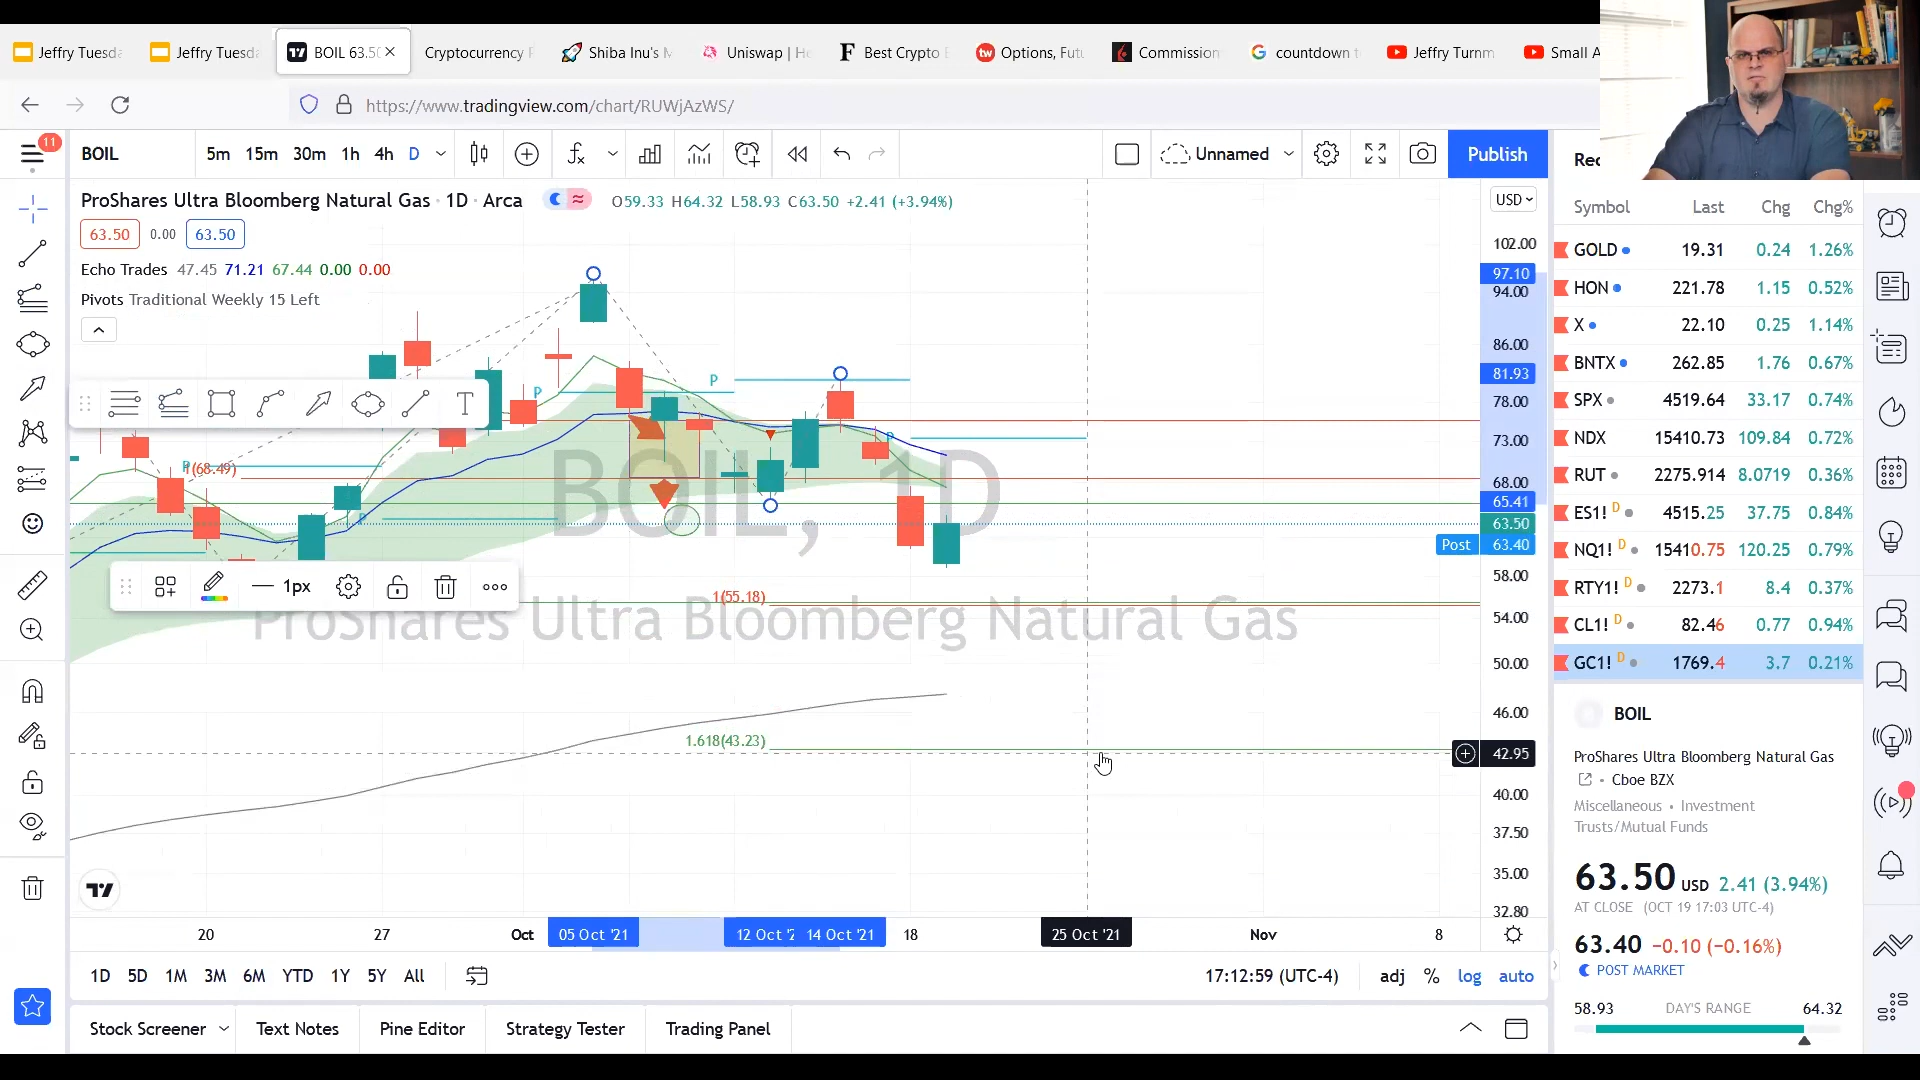 Jeffry Tuesda
Jeffry Tuesda
BOIL 63.50
Cryptocurrency
Shiba Inu's
Uniswap | He
Best Crypto
Options, Futu
Commission
countdown t
Jeffry Turnm
Small A
https://www.tradingview.com/chart/RUWjAzWS/
11
BOIL
5m 15m 30m 1h 4h D
Unnamed
Publish
ProShares Ultra Bloomberg Natural Gas · 1D · Arca
O59.33 H64.32 L58.93 C63.50 +2.41 (+3.94%)
63.50 0.00 63.50
Echo Trades 47.45 71.21 67.44 0.00 0.00
Pivots Traditional Weekly 15 Left
USD
102.00
97.10
94.00
86.00
81.93
78.00
73.00
68.00
65.41
63.50
Post 63.40
58.00
54.00
50.00
46.00
42.95
40.00
37.50
35.00
32.80
P
P
P
P
P
1(68.49)
1px
T
1(55.18)
1.618(43.23)
BOIL, 1D
ProShares Ultra Bloomberg Natural Gas
20 27 Oct 05 Oct '21 12 Oct '2 14 Oct '21 18 25 Oct '21 Nov 8
1D 5D 1M 3M 6M YTD 1Y 5Y All
17:12:59 (UTC-4) adj % log auto
Stock Screener Text Notes Pine Editor Strategy Tester Trading Panel
Symbol Last Chg Chg%
GOLD 19.31 0.24 1.26%
HON 221.78 1.15 0.52%
X 22.10 0.25 1.14%
BNTX 262.85 1.76 0.67%
SPX 4519.64 33.17 0.74%
NDX 15410.73 109.84 0.72%
RUT 2275.914 8.0719 0.36%
ES1! D 4515.25 37.75 0.84%
NQ1! D 15410.75 120.25 0.79%
RTY1! D 2273.1 8.4 0.37%
CL1! D 82.46 0.77 0.94%
GC1! D 1769.4 3.7 0.21%
BOIL
ProShares Ultra Bloomberg Natural Gas
Cboe BZX
Miscellaneous • Investment
Trusts/Mutual Funds
63.50 USD 2.41 (3.94%)
AT CLOSE (OCT 19 17:03 UTC-4)
63.40 −0.10 (−0.16%)
POST MARKET
58.93 DAY'S RANGE 64.32